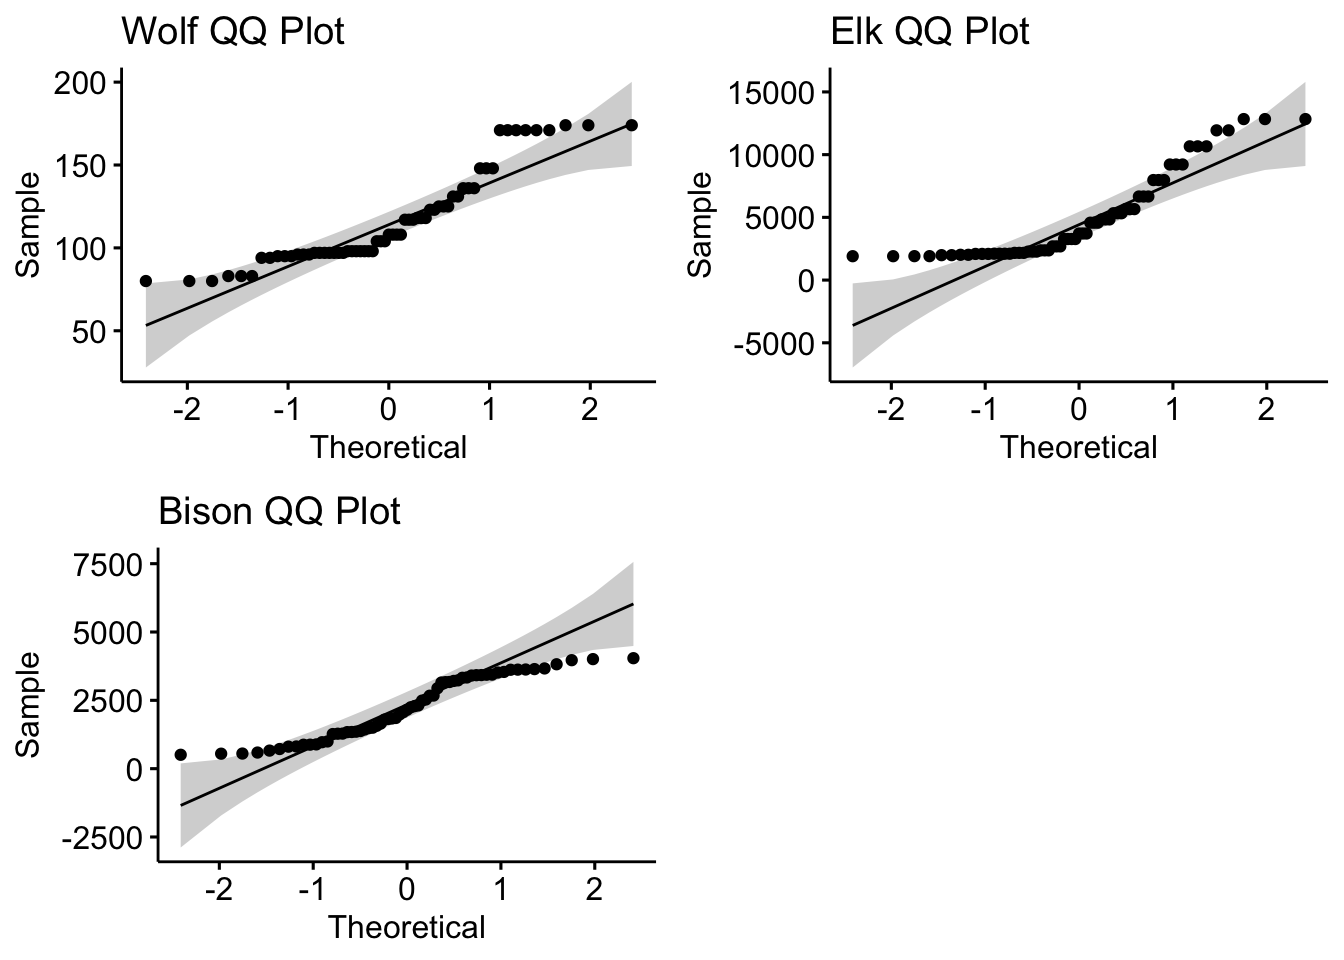 Wolf QQ Plot
200
150
100
50
Sample
-2 -1 0 1 2
Theoretical
Elk QQ Plot
15000
10000
5000
0
-5000
Sample
-2 -1 0 1 2
Theoretical
Bison QQ Plot
7500
5000
2500
0
-2500
Sample
-2 -1 0 1 2
Theoretical